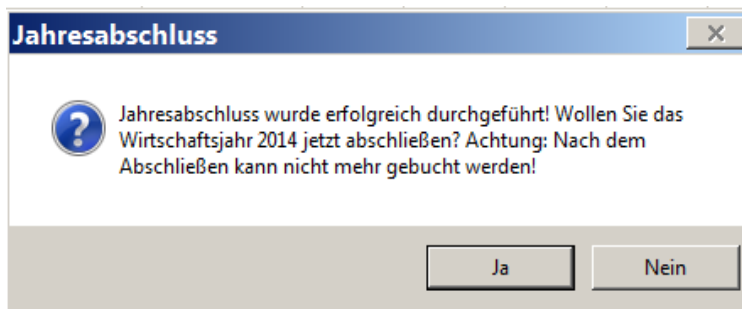 Jahresabschluss
Jahresabschluss wurde erfolgreich durchgeführt! Wollen Sie das
Wirtschaftsjahr 2014 jetzt abschließen? Achtung: Nach dem
Abschließen kann nicht mehr gebucht werden!
Ja
Nein